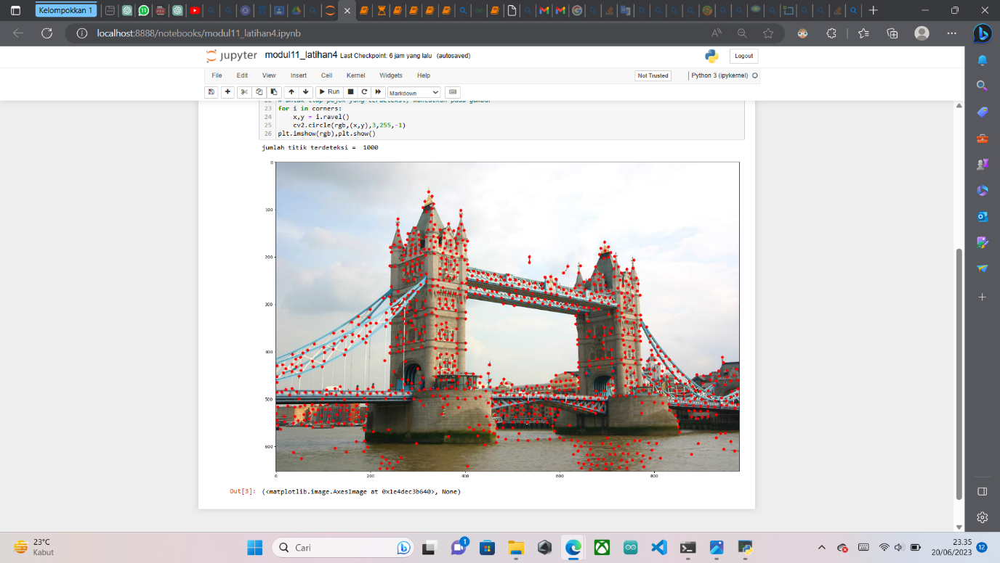 Kelompokkan 1
localhost:8888/notebooks/modul11_latihan4.ipynb
jupyter modul11_latihan4 Last Checkpoint: 6 jam yang lalu (autosaved)
Logout
File Edit View Insert Cell Kernel Widgets Help
Not Trusted
Python 3 (ipykernel)
Run
Markdown
22 # untuk tiap pojok yang terdeteksi, munculkan pada gambar
23 for i in corners:
24 x,y = i.ravel()
25 cv2.circle(rgb,(x,y),3,255,-1)
26 plt.imshow(rgb),plt.show()
jumlah titik terdeteksi = 1000
0
100
200
300
400
500
600
0 200 400 600 800
Out[3]: (<matplotlib.image.AxesImage at 0x1e4dec3b640>, None)
23°C
Kabut
Cari
1
23.35
20/06/2023
12